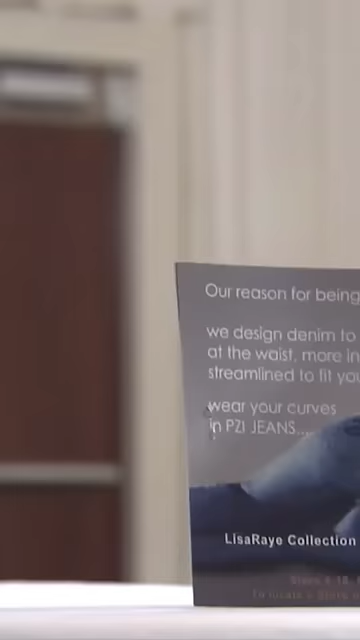 Our reason for being
we design denim to
at the waist, more in
streamlined to fit you
wear your curves
in PZI JEANS....
LisaRaye Collection